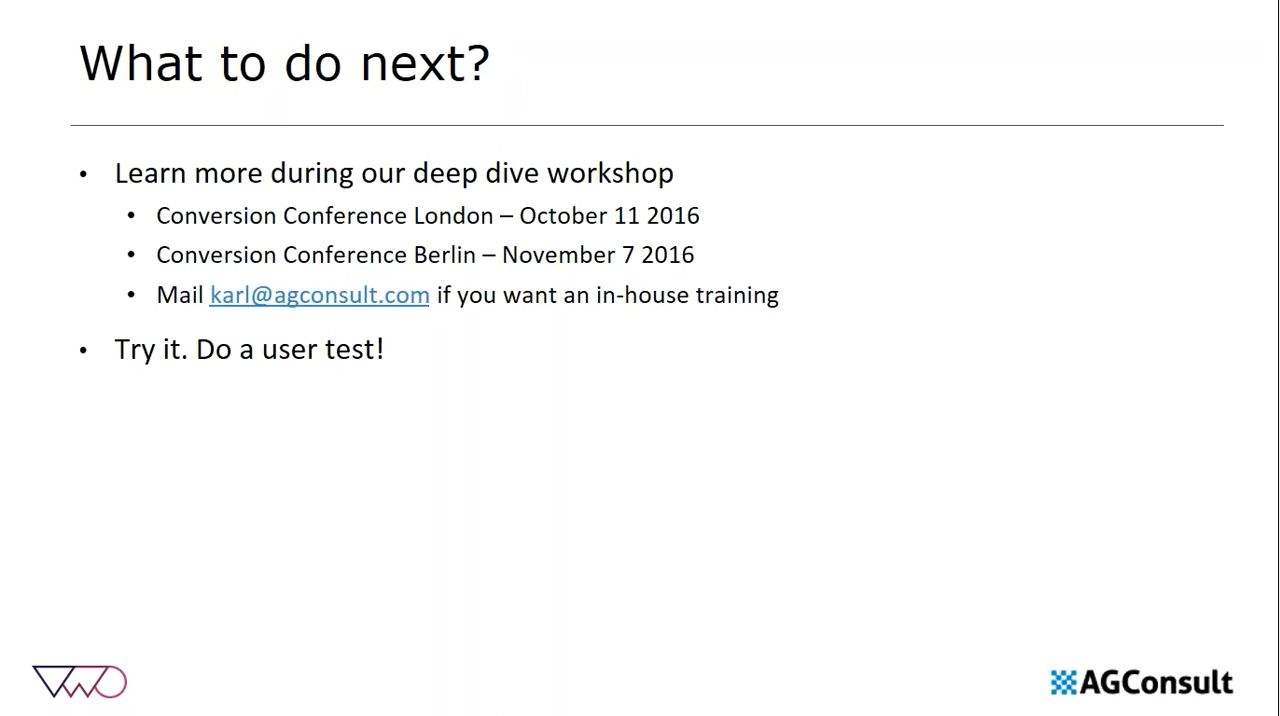 What to do next?
• Learn more during our deep dive workshop
• Conversion Conference London – October 11 2016
• Conversion Conference Berlin – November 7 2016
• Mail karl@agconsult.com if you want an in-house training
• Try it. Do a user test!
VWO
AGConsult